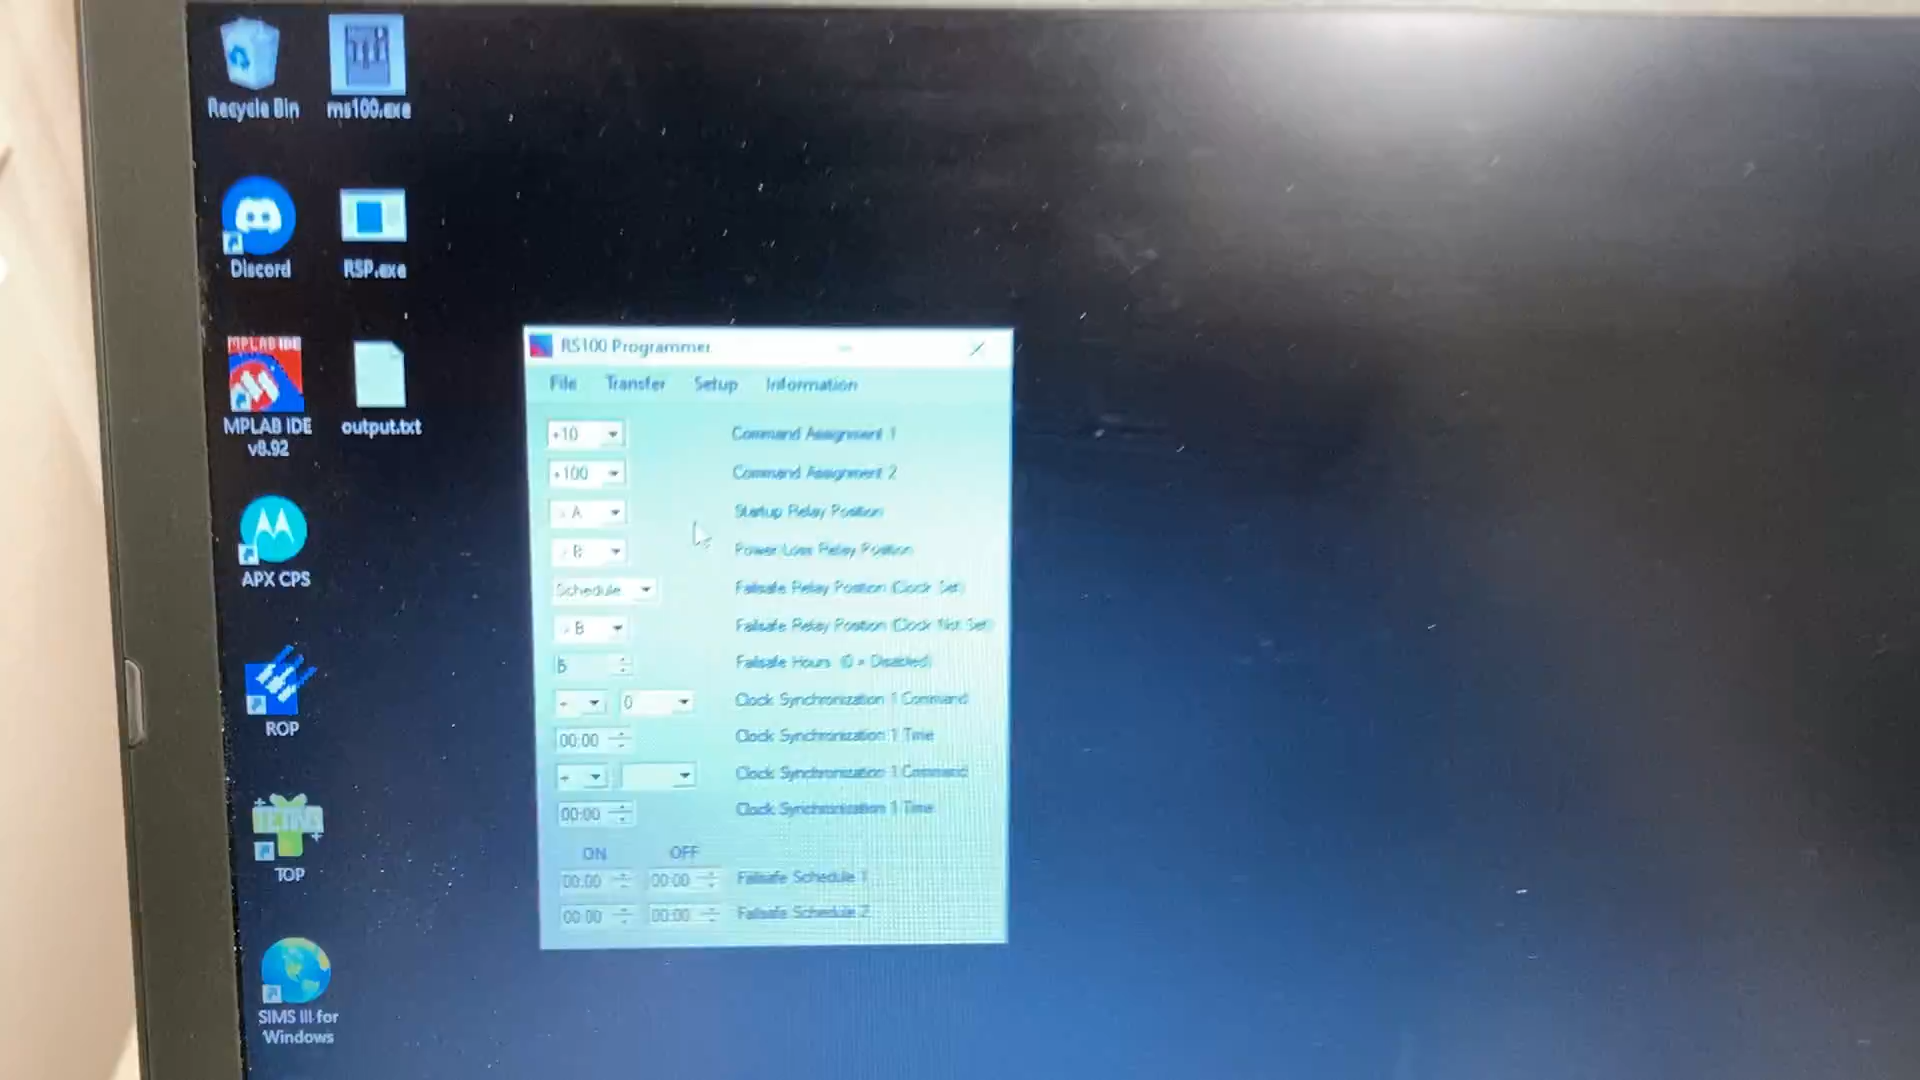 Recycle Bin
ms100.exe
Discord
RSP.exe
MPLAB IDE
MPLAB IDE
v8.92
output.txt
APX CPS
ROP
TETRIS
TOP
SIMS III for
Windows
RS100 Programmer
File Transfer Setup Information
+10 Command Assignment 1
+100 Command Assignment 2
A Startup Relay Position
B Power Loss Relay Position
Schedule Failsafe Relay Position (Clock Set)
B Failsafe Relay Position (Clock Not Set)
Failsafe Hours (0 = Disabled)
0 Clock Synchronization 1 Command
00:00 Clock Synchronization 1 Time
Clock Synchronization 1 Command
00:00 Clock Synchronization 1 Time
ON OFF
00:00 00:00 Failsafe Schedule 1
00:00 00:00 Failsafe Schedule 2